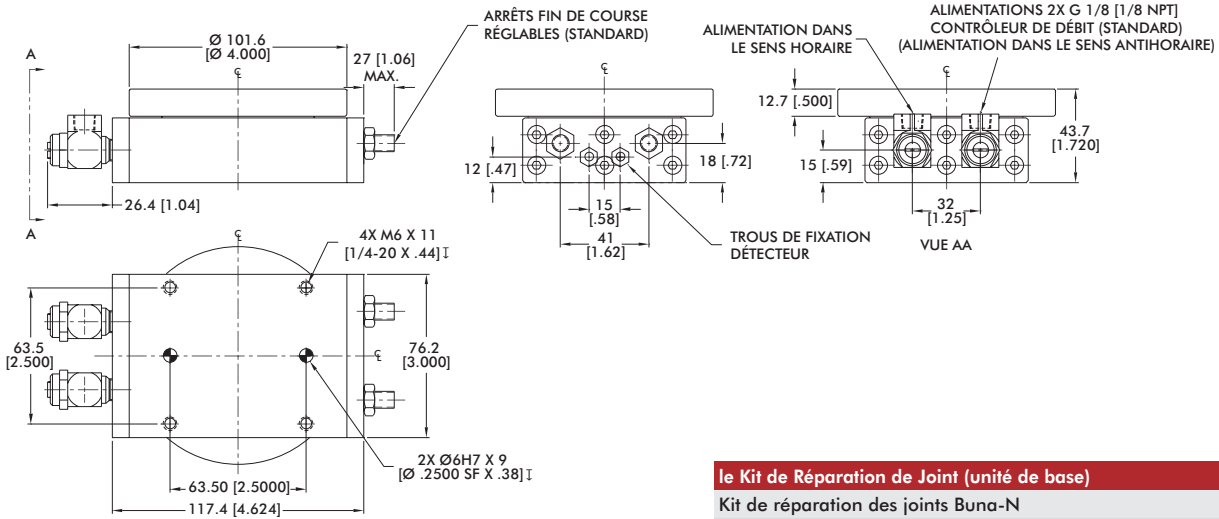 Ø 101.6
[Ø 4.000]
ARRÊTS FIN DE COURSE
RÉGLABLES (STANDARD)
27 [1.06]
MAX.
A
A
26.4 [1.04]
12 [.47]
18 [.72]
15
[.58]
41
[1.62]
TROUS DE FIXATION
DÉTECTEUR
ALIMENTATION DANS
LE SENS HORAIRE
ALIMENTATIONS 2X G 1/8 [1/8 NPT]
CONTRÔLEUR DE DÉBIT (STANDARD)
(ALIMENTATION DANS LE SENS ANTIHORAIRE)
12.7 [.500]
43.7
[1.720]
15 [.59]
32
[1.25]
VUE AA
4X M6 X 11
[1/4-20 X .44]↧
63.5
[2.500]
76.2
[3.000]
2X Ø6H7 X 9
[Ø .2500 SF X .38]↧
63.50 [2.5000]
117.4 [4.624]
le Kit de Réparation de Joint (unité de base)
Kit de réparation des joints Buna-N